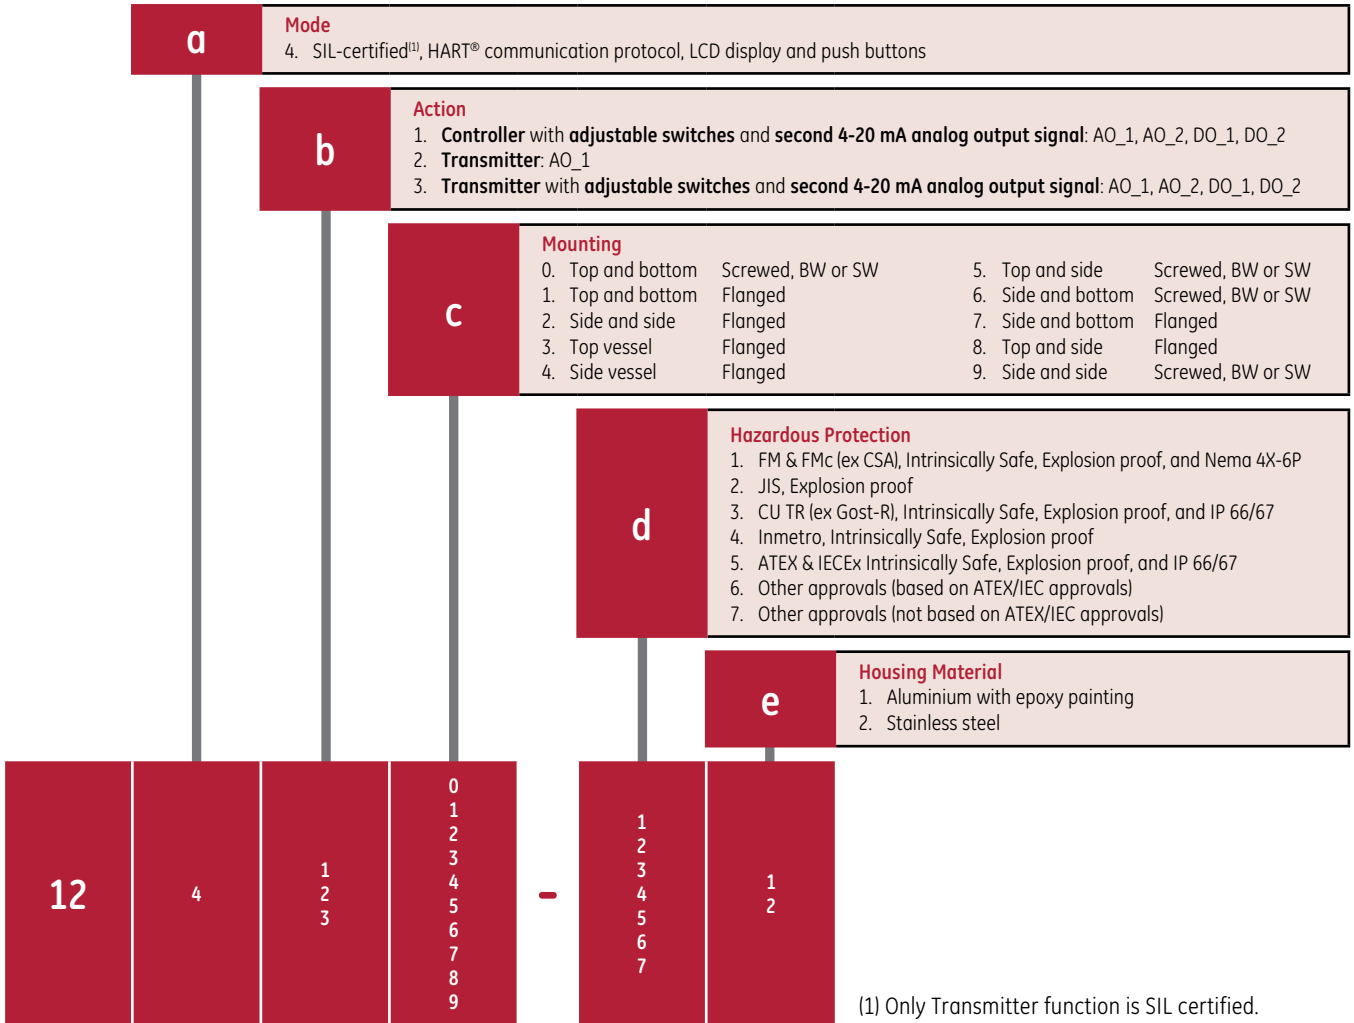 a
Mode
4. SIL-certified(1), HART® communication protocol, LCD display and push buttons
b
Action
1. Controller with adjustable switches and second 4-20 mA analog output signal: AO_1, AO_2, DO_1, DO_2
2. Transmitter: AO_1
3. Transmitter with adjustable switches and second 4-20 mA analog output signal: AO_1, AO_2, DO_1, DO_2
c
Mounting
0. Top and bottom Screwed, BW or SW
1. Top and bottom Flanged
2. Side and side Flanged
3. Top vessel Flanged
4. Side vessel Flanged
5. Top and side Screwed, BW or SW
6. Side and bottom Screwed, BW or SW
7. Side and bottom Flanged
8. Top and side Flanged
9. Side and side Screwed, BW or SW
d
Hazardous Protection
1. FM & FMc (ex CSA), Intrinsically Safe, Explosion proof, and Nema 4X-6P
2. JIS, Explosion proof
3. CU TR (ex Gost-R), Intrinsically Safe, Explosion proof, and IP 66/67
4. Inmetro, Intrinsically Safe, Explosion proof
5. ATEX & IECEx Intrinsically Safe, Explosion proof, and IP 66/67
6. Other approvals (based on ATEX/IEC approvals)
7. Other approvals (not based on ATEX/IEC approvals)
e
Housing Material
1. Aluminium with epoxy painting
2. Stainless steel
12
4
1
2
3
0
1
2
3
4
5
6
7
8
9
-
1
2
3
4
5
6
7
1
2
(1) Only Transmitter function is SIL certified.